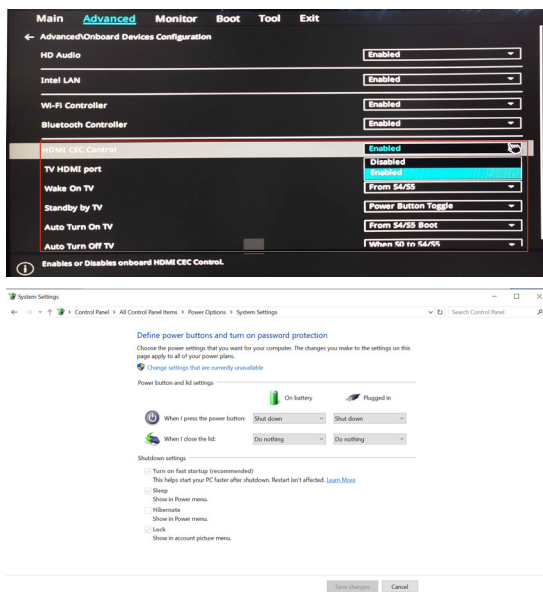 Main Advanced Monitor Boot Tool Exit
Advanced\Onboard Devices Configuration
HD Audio Enabled
Intel LAN Enabled
Wi-Fi Controller Enabled
Bluetooth Controller Enabled
HDMI CEC Control Enabled
Disabled
TV HDMI port Enabled
Wake On TV From S4/S5
Standby by TV Power Button Toggle
Auto Turn On TV From S4/S5 Boot
Auto Turn Off TV When S0 to S4/S5
Enables or Disables onboard HDMI CEC Control.
System Settings
Control Panel > All Control Panel Items > Power Options > System Settings Search Control Panel
Define power buttons and turn on password protection
Choose the power settings that you want for your computer. The changes you make to the settings on this
page apply to all of your power plans.
Change settings that are currently unavailable
Power button and lid settings
On battery Plugged in
When I press the power button: Shut down Shut down
When I close the lid: Do nothing Do nothing
Shutdown settings
Turn on fast startup (recommended)
This helps start your PC faster after shutdown. Restart isn't affected. Learn More
Sleep
Show in Power menu.
Hibernate
Show in Power menu.
Lock
Show in account picture menu.
Save changes Cancel